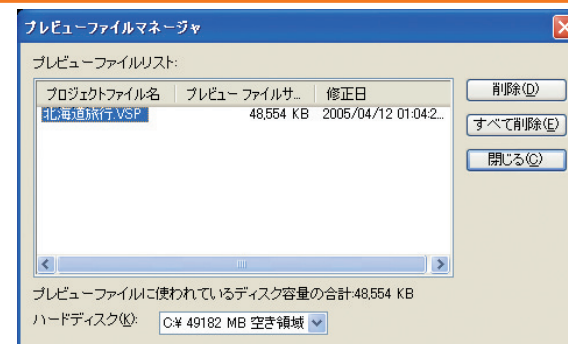 プレビューファイルマネージャ
プレビューファイルリスト:
プロジェクトファイル名 プレビュー ファイルサ... 修正日
北海道旅行.VSP 48,554 KB 2005/04/12 01:04:2...
削除(D)
すべて削除(E)
閉じる(C)
プレビューファイルに使われているディスク容量の合計:48,554 KB
ハードディスク(K): C:¥ 49182 MB 空き領域